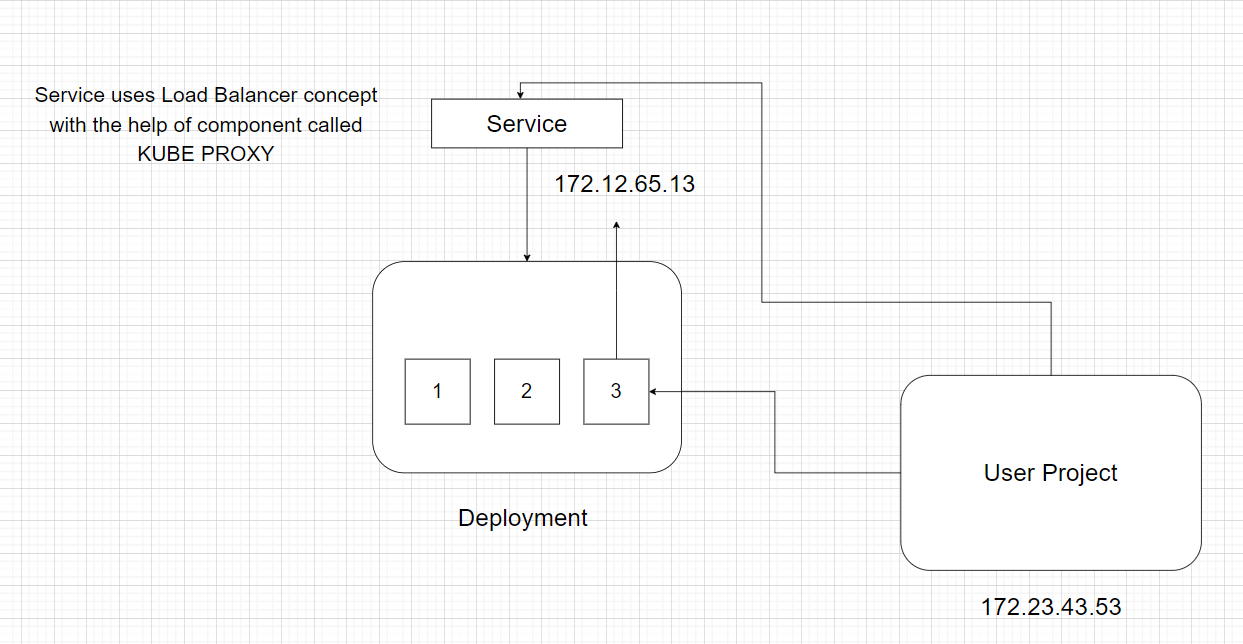 Service uses Load Balancer concept
with the help of component called
KUBE PROXY
Service
172.12.65.13
1
2
3
Deployment
User Project
172.23.43.53